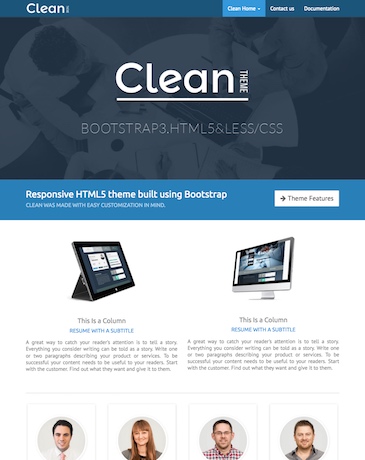 Clean THEME
Clean Home
Contact us
Documentation
Clean THEME
BOOTSTRAP3,HTML5&LESS/CSS
Responsive HTML5 theme built using Bootstrap
CLEAN WAS MADE WITH EASY CUSTOMIZATION IN MIND.
Theme Features
This Is a Column
RESUME WITH A SUBTITLE
A great way to catch your reader's attention is to tell a story.
Everything you consider writing can be told as a story. Write one
or two paragraphs describing your product or services. To be
successful your content needs to be useful to your readers. Start
with the customer. Find out what they want and give it to them.
This Is a Column
RESUME WITH A SUBTITLE
A great way to catch your reader's attention is to tell a story.
Everything you consider writing can be told as a story. Write one
or two paragraphs describing your product or services. To be
successful your content needs to be useful to your readers. Start
with the customer. Find out what they want and give it to them.